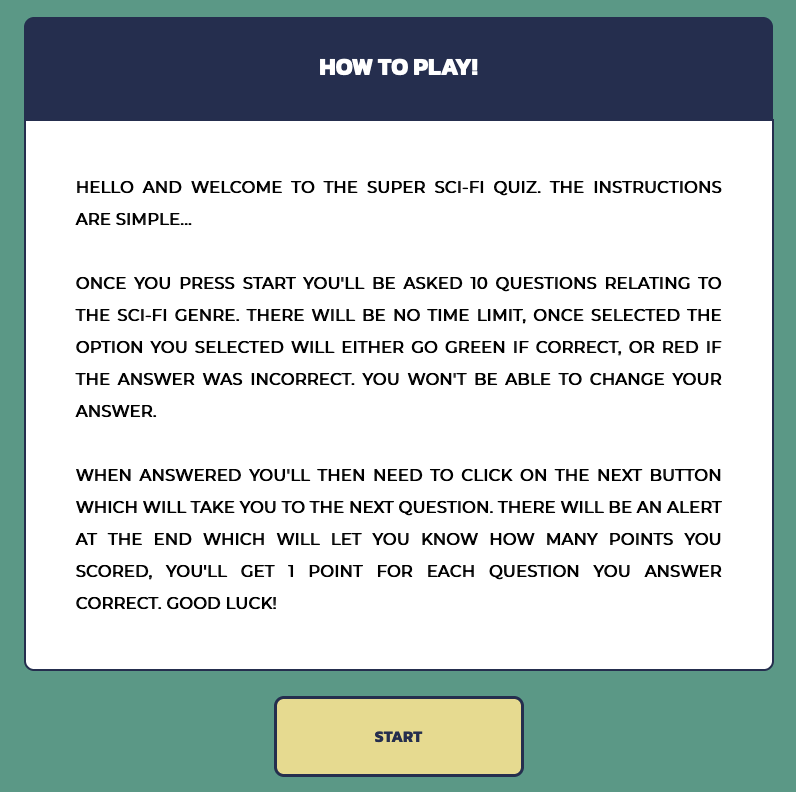 HOW TO PLAY!
HELLO AND WELCOME TO THE SUPER SCI-FI QUIZ. THE INSTRUCTIONS
ARE SIMPLE...
ONCE YOU PRESS START YOU'LL BE ASKED 10 QUESTIONS RELATING TO
THE SCI-FI GENRE. THERE WILL BE NO TIME LIMIT, ONCE SELECTED THE
OPTION YOU SELECTED WILL EITHER GO GREEN IF CORRECT, OR RED IF
THE ANSWER WAS INCORRECT. YOU WON'T BE ABLE TO CHANGE YOUR
ANSWER.
WHEN ANSWERED YOU'LL THEN NEED TO CLICK ON THE NEXT BUTTON
WHICH WILL TAKE YOU TO THE NEXT QUESTION. THERE WILL BE AN ALERT
AT THE END WHICH WILL LET YOU KNOW HOW MANY POINTS YOU
SCORED, YOU'LL GET 1 POINT FOR EACH QUESTION YOU ANSWER
CORRECT. GOOD LUCK!
START